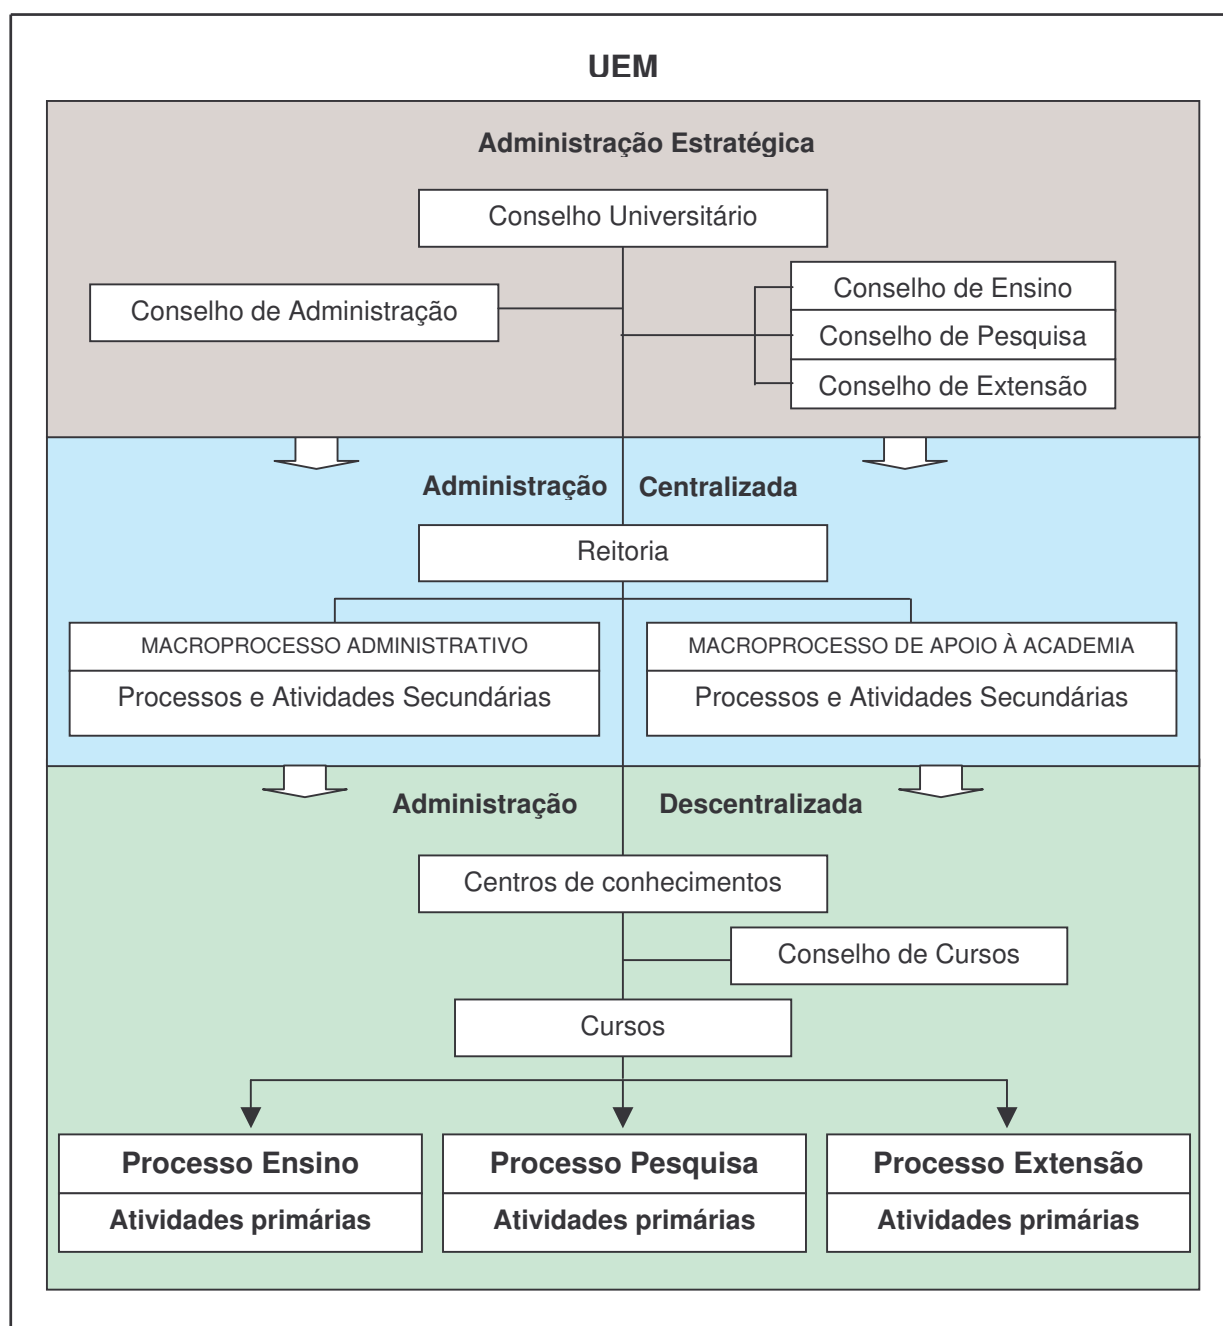 UEM
Administração Estratégica
Conselho Universitário
Conselho de Administração
Conselho de Ensino
Conselho de Pesquisa
Conselho de Extensão
Administração Centralizada
Reitoria
MACROPROCESSO ADMINISTRATIVO
Processos e Atividades Secundárias
MACROPROCESSO DE APOIO À ACADEMIA
Processos e Atividades Secundárias
Administração Descentralizada
Centros de conhecimentos
Conselho de Cursos
Cursos
Processo Ensino
Atividades primárias
Processo Pesquisa
Atividades primárias
Processo Extensão
Atividades primárias